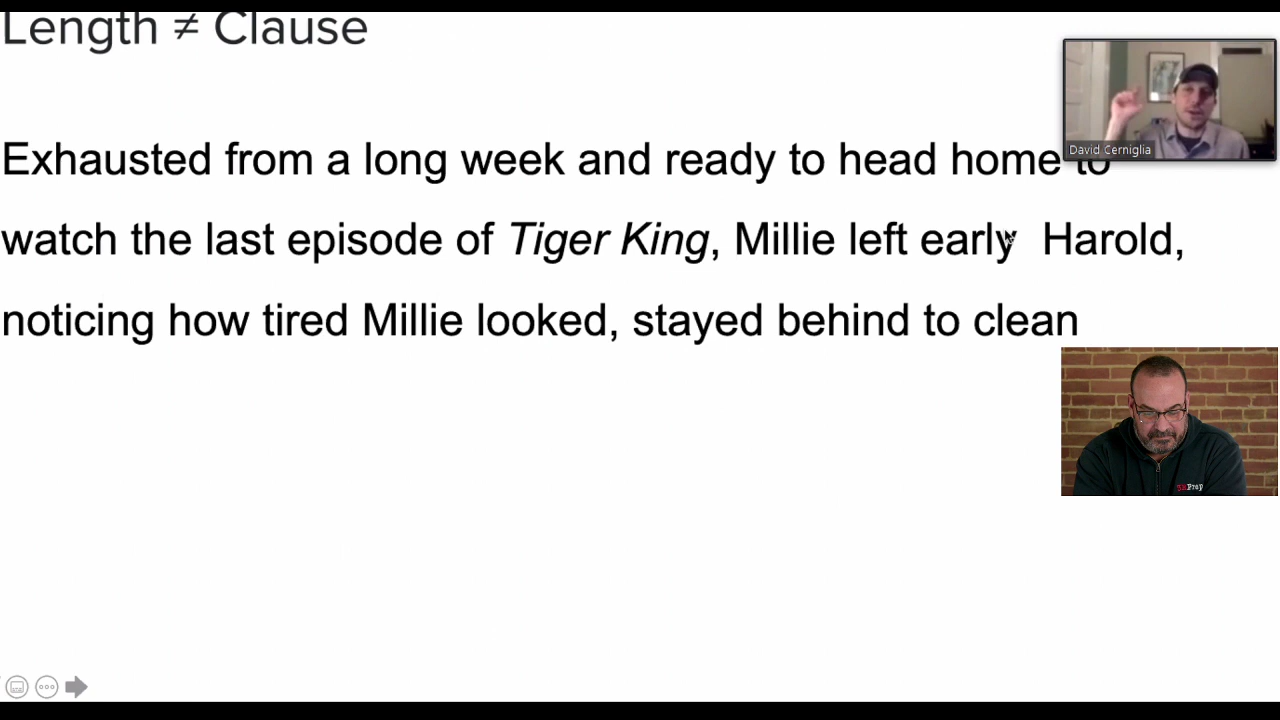 Length ≠ Clause
David Cerniglia
Exhausted from a long week and ready to head home to
watch the last episode of Tiger King, Millie left early Harold,
noticing how tired Millie looked, stayed behind to clean
Prep